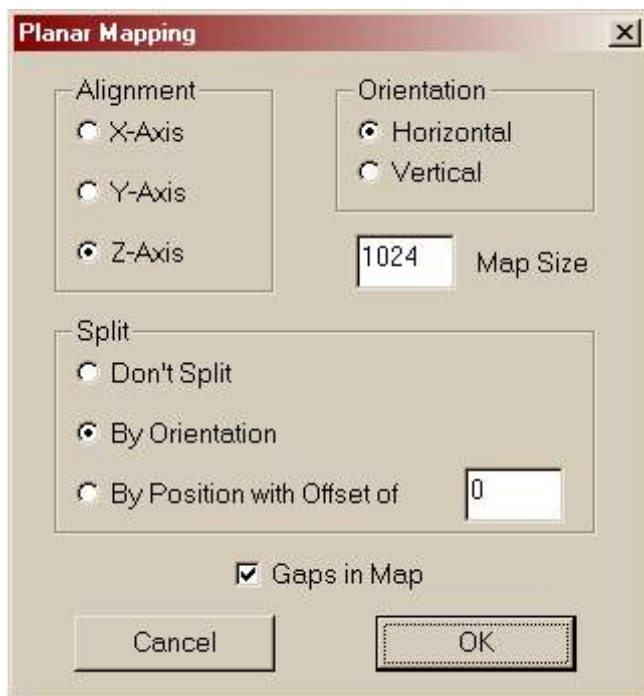 Planar Mapping
Alignment
X-Axis
Y-Axis
Z-Axis
Orientation
Horizontal
Vertical
1024 Map Size
Split
Don't Split
By Orientation
By Position with Offset of 0
Gaps in Map
Cancel OK